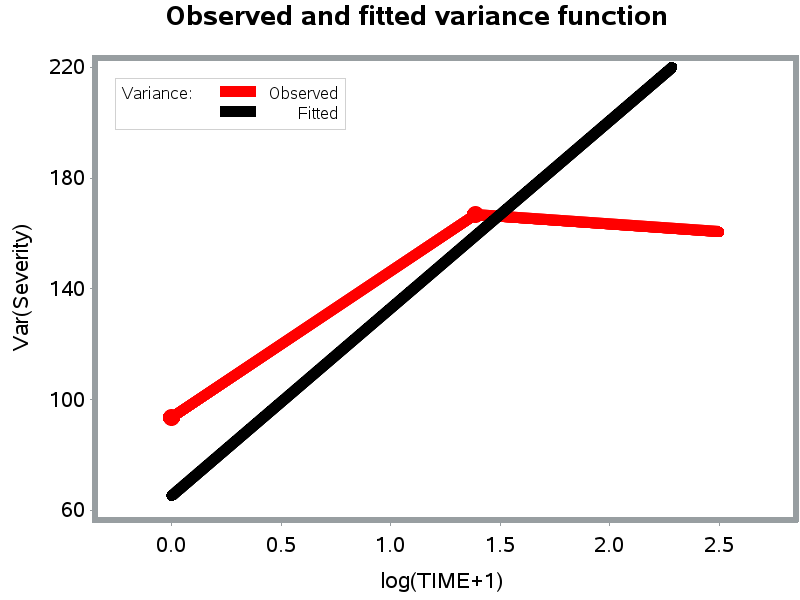 Observed and fitted variance function
Variance: Observed
Fitted
220
180
140
100
60
Var(Severity)
0.0 0.5 1.0 1.5 2.0 2.5
log(TIME+1)